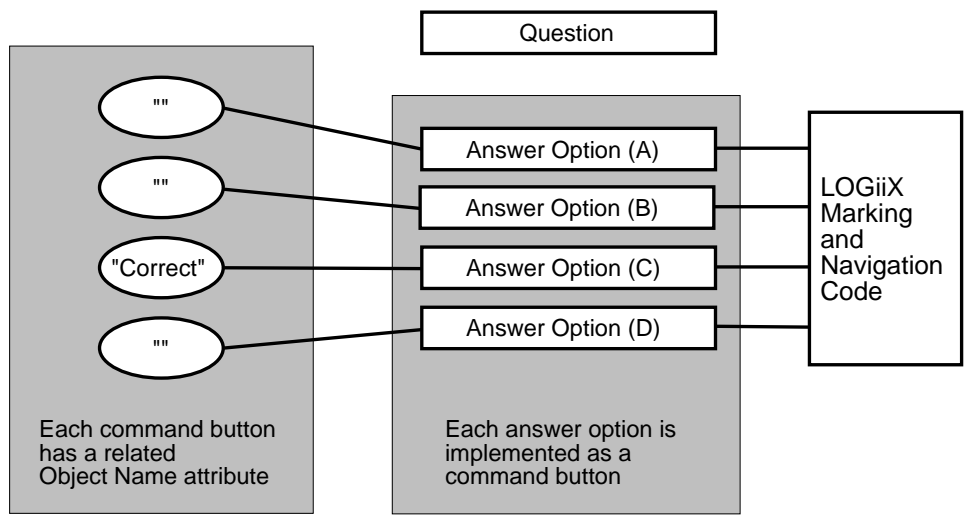 Question
""
""
"Correct"
""
Each command button
has a related
Object Name attribute
Answer Option (A)
Answer Option (B)
Answer Option (C)
Answer Option (D)
Each answer option is
implemented as a
command button
LOGiiX
Marking
and
Navigation
Code